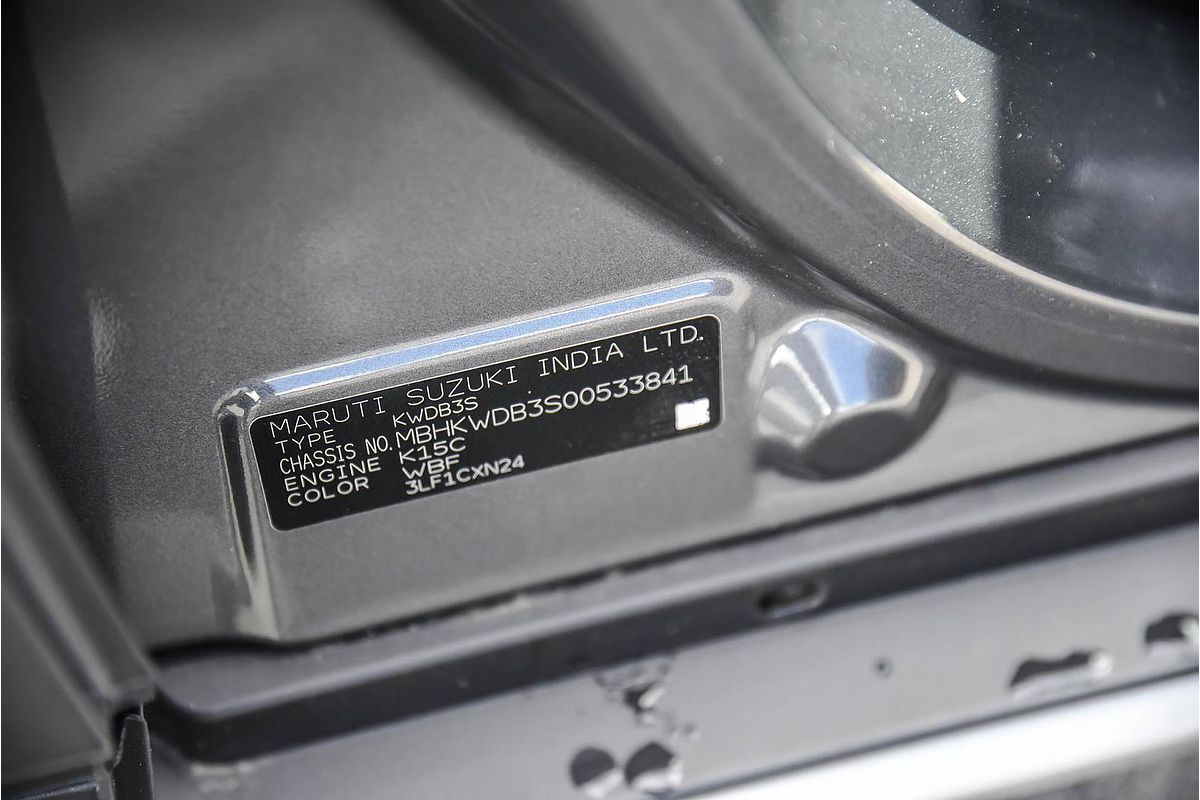 MARUTI SUZUKI INDIA LTD.
TYPE KWDB3S
CHASSIS NO. MBHKWDB3S00533841
ENGINE K15C
COLOR WBF
3LF1CXN24